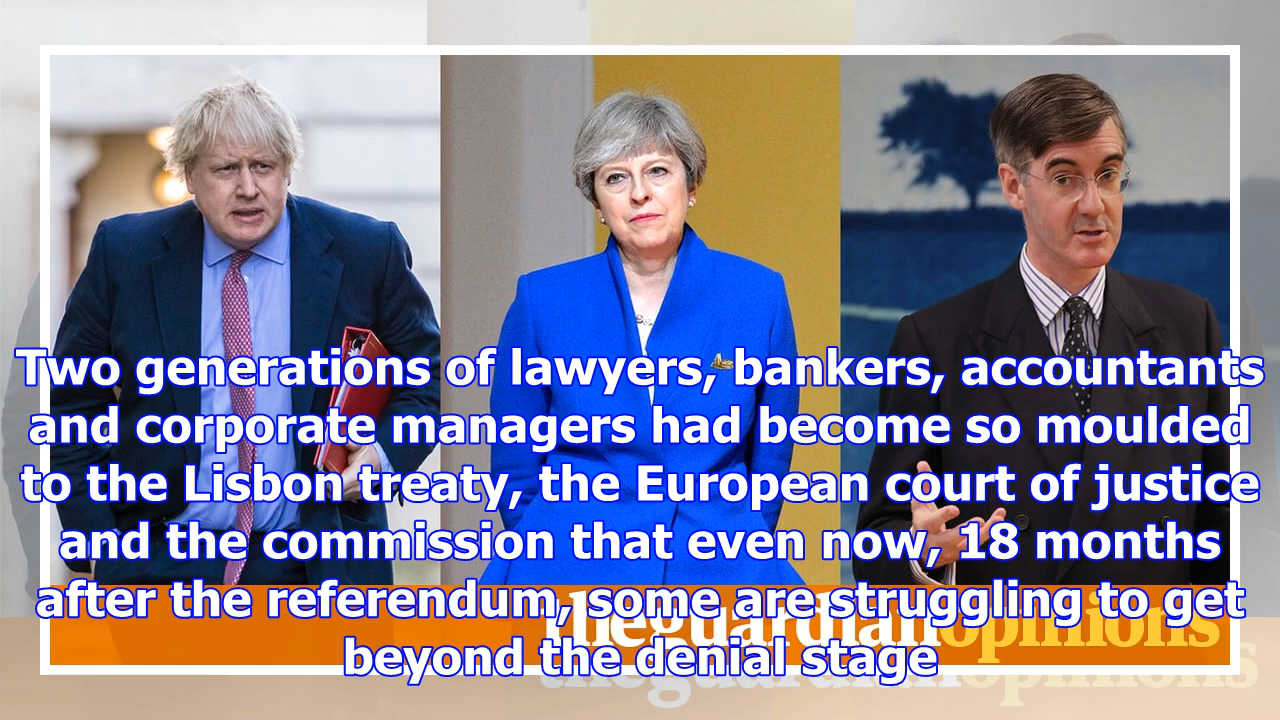 Two generations of lawyers, bankers, accountants
and corporate managers had become so moulded
to the Lisbon treaty, the European court of justice
and the commission that even now, 18 months
after the referendum, some are struggling to get
beyond the denial stage
theguardianopinions
theguardianopinions